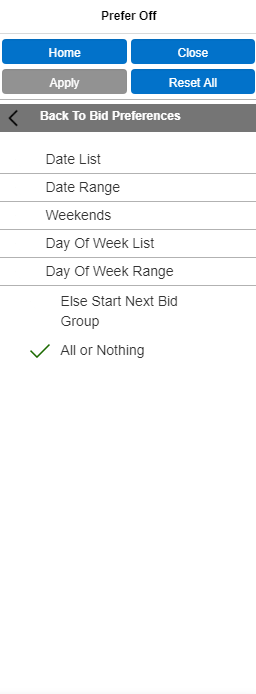 Prefer Off
Home
Close
Apply
Reset All
Back To Bid Preferences
Date List
Date Range
Weekends
Day Of Week List
Day Of Week Range
Else Start Next Bid
Group
All or Nothing